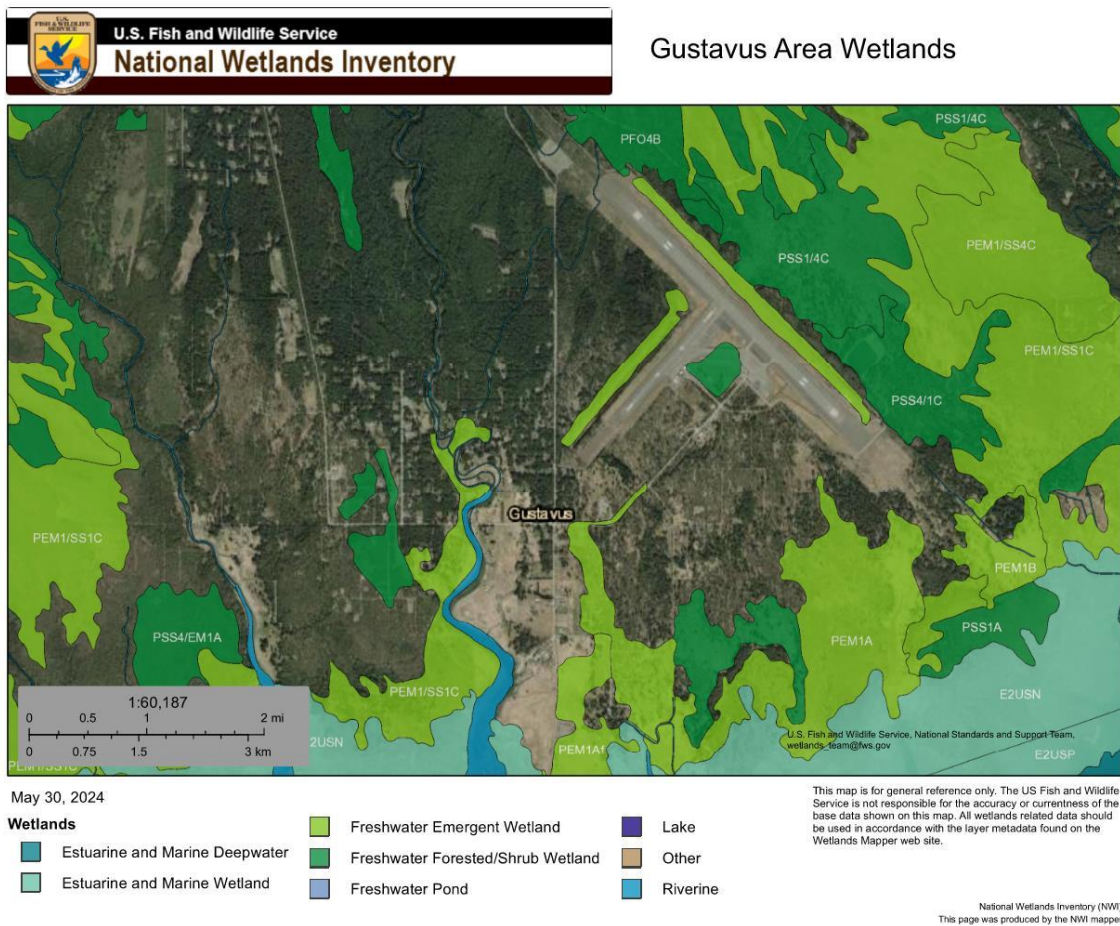 U.S.
FISH & WILDLIFE
SERVICE
U.S. Fish and Wildlife Service
National Wetlands Inventory
Gustavus Area Wetlands
PSS1/4C
PFO4B
PEM1/SS4C
PSS1/4C
PEM1/SS1C
PSS4/1C
Gustavus
PEM1/SS1C
PEM1B
PSS4/EM1A
PSS1A
PEM1A
PEM1/SS1C
E2USN
1:60,187
0 0.5 1 2 mi
0 0.75 1.5 3 km
2USN
PEM1Af
U.S. Fish and Wildlife Service, National Standards and Support Team,
wetlands_team@fws.gov
E2USP
PEM1/SS1C
May 30, 2024
This map is for general reference only. The US Fish and Wildlife
Service is not responsible for the accuracy or currentness of the
base data shown on this map. All wetlands related data should
be used in accordance with the layer metadata found on the
Wetlands Mapper web site.
Wetlands
Estuarine and Marine Deepwater
Estuarine and Marine Wetland
Freshwater Emergent Wetland
Freshwater Forested/Shrub Wetland
Freshwater Pond
Lake
Other
Riverine
National Wetlands Inventory (NWI)
This page was produced by the NWI mapper